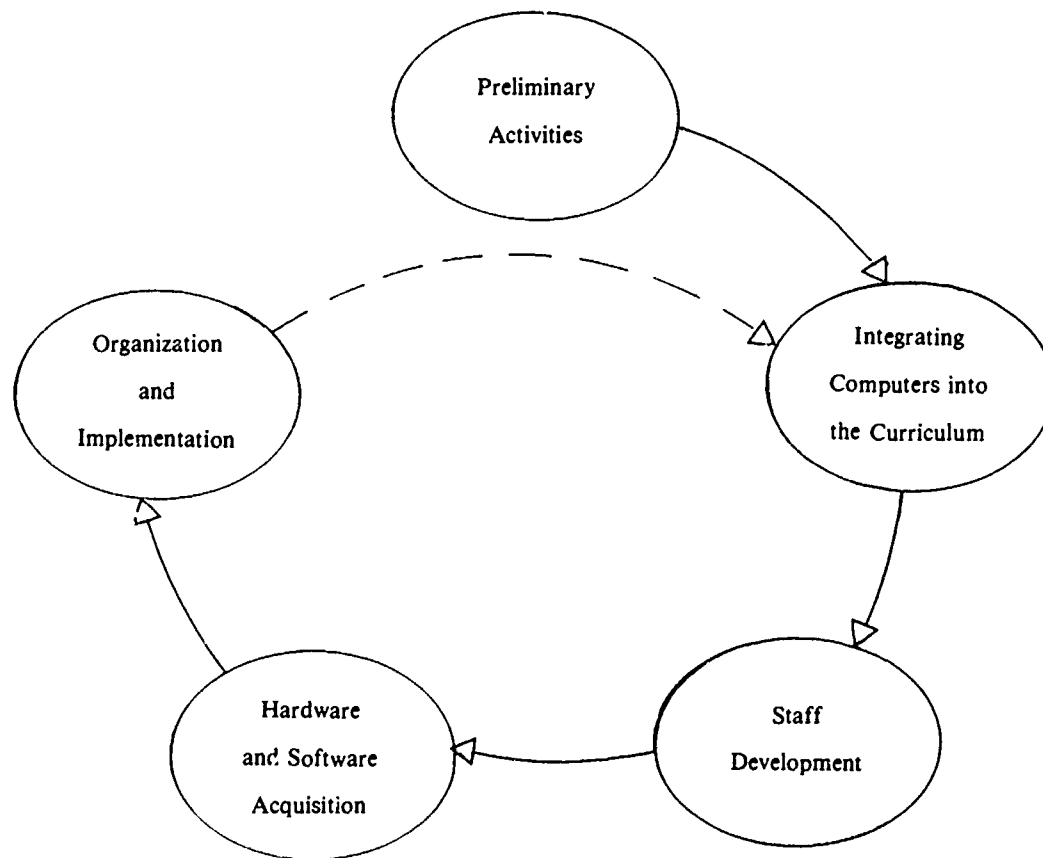 Preliminary
Activities
Integrating
Computers into
the Curriculum
Staff
Development
Hardware
and Software
Acquisition
Organization
and
Implementation